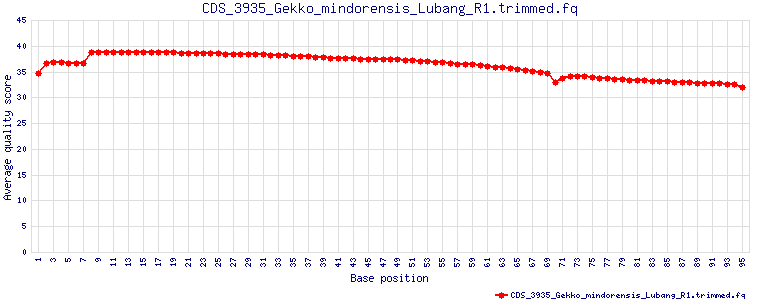 CDS_3935_Gekko_mindorensis_Lubang_R1.trimmed.fq
45
40
35
30
25
20
15
10
5
0
Average quality score
1 3 5 7 9 11 13 15 17 19 21 23 25 27 29 31 33 35 37 39 41 43 45 47 49 51 53 55 57 59 61 63 65 67 69 71 73 75 77 79 81 83 85 87 89 91 93 95
Base position
CDS_3935_Gekko_mindorensis_Lubang_R1.trimmed.fq